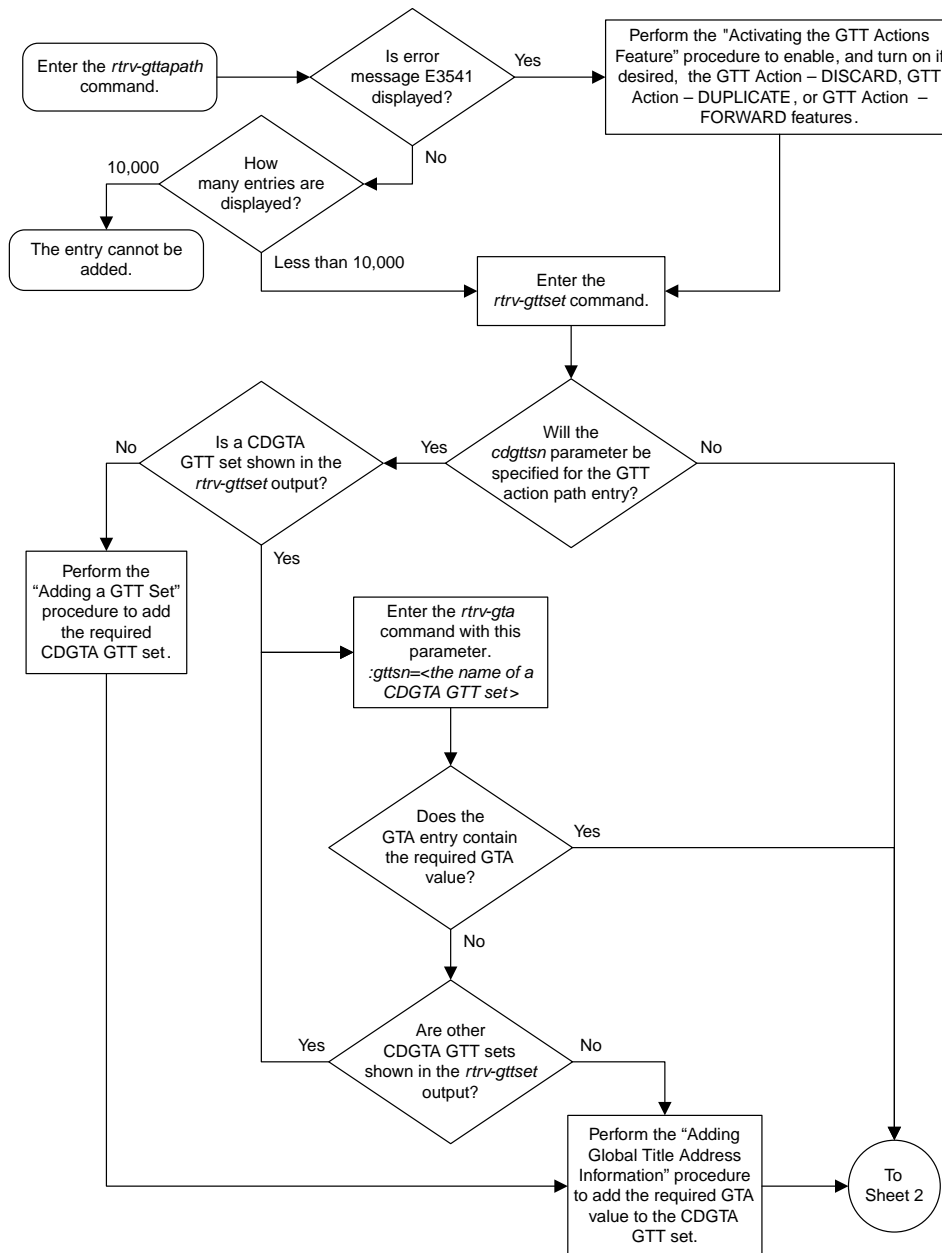 Enter the rtrv-gttapath
command.
Is error
message E3541
displayed?
Yes
Perform the "Activating the GTT Actions
Feature” procedure to enable, and turn on if
desired, the GTT Action – DISCARD, GTT
Action – DUPLICATE, or GTT Action –
FORWARD features.
No
How
many entries are
displayed?
10,000
The entry cannot be
added.
Less than 10,000
Enter the
rtrv-gttset command.
Will the
cdgttsn parameter be
specified for the GTT
action path entry?
No
Yes
Is a CDGTA
GTT set shown in the
rtrv-gttset output?
No
Yes
Perform the
“Adding a GTT Set”
procedure to add
the required
CDGTA GTT set.
Enter the rtrv-gta
command with this
parameter.
:gttsn=<the name of a
CDGTA GTT set>
Does the
GTA entry contain
the required GTA
value?
Yes
No
Are other
CDGTA GTT sets
shown in the rtrv-gttset
output?
Yes
No
Perform the “Adding
Global Title Address
Information” procedure
to add the required GTA
value to the CDGTA
GTT set.
To
Sheet 2